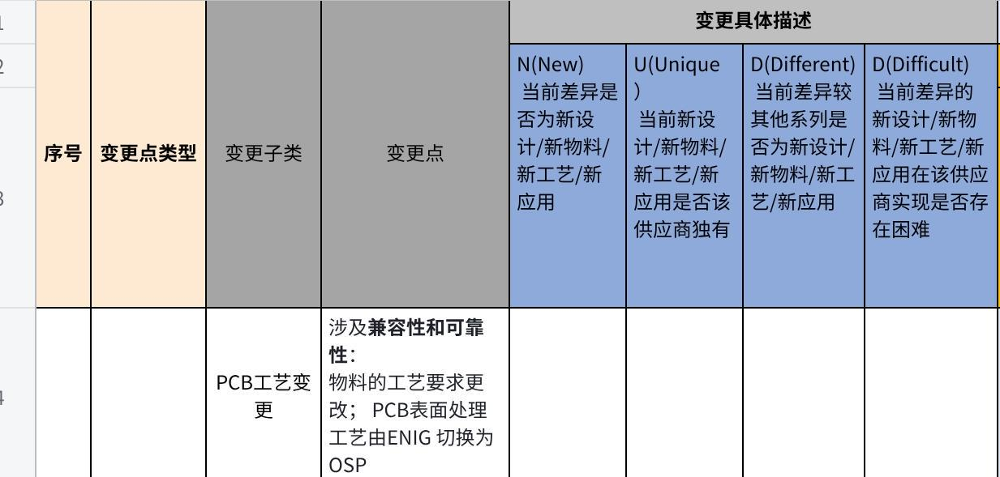 变更具体描述
序号
变更点类型
变更子类
变更点
N(New)
当前差异是
否为新设
计/新物料/
新工艺/新
应用
U(Unique
)
当前新设
计/新物料/
新工艺/新
应用是否该
供应商独有
D(Different)
当前差异较
其他系列是
否为新设计/
新物料/新工
艺/新应用
D(Difficult)
当前差异的
新设计/新物
料/新工艺/新
应用在该供应
商实现是否存
在困难
PCB工艺变
更
涉及兼容性和可靠
性：
物料的工艺要求更
改； PCB表面处理
工艺由ENIG 切换为
OSP